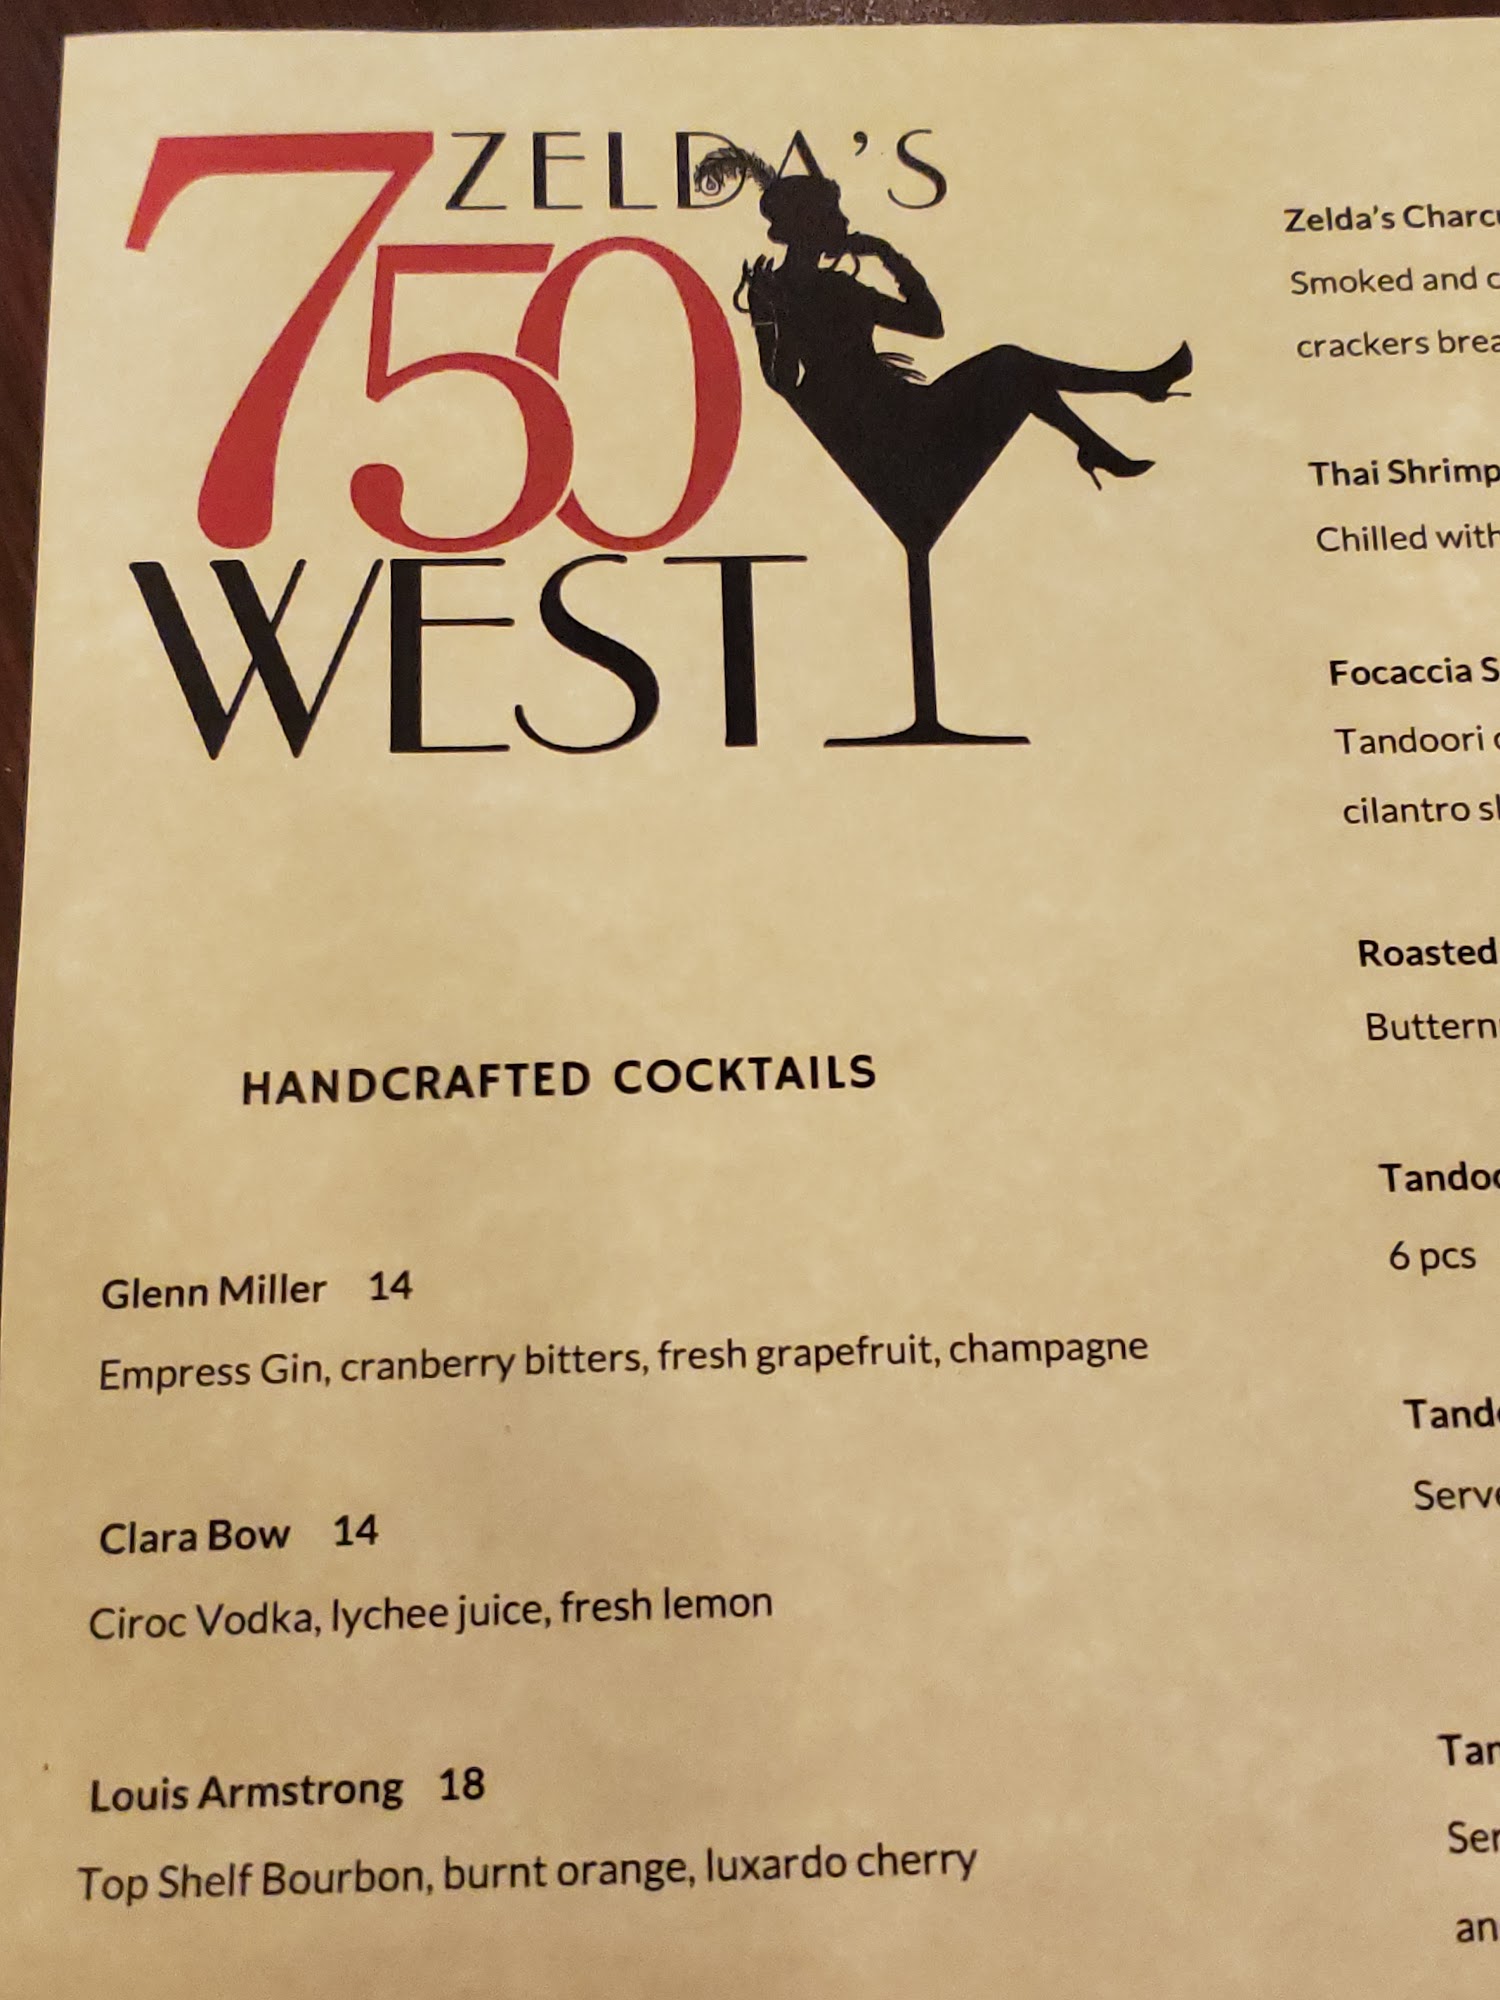 ZELDA'S
750
WEST
HANDCRAFTED COCKTAILS
Glenn Miller 14
Empress Gin, cranberry bitters, fresh grapefruit, champagne
Clara Bow 14
Ciroc Vodka, lychee juice, fresh lemon
Louis Armstrong 18
Top Shelf Bourbon, burnt orange, luxardo cherry
Zelda's
Smoked and
crackers
Thai Shrimp
Chilled with
Focaccia
Tandoori
cilantro
Roasted
6 pcs